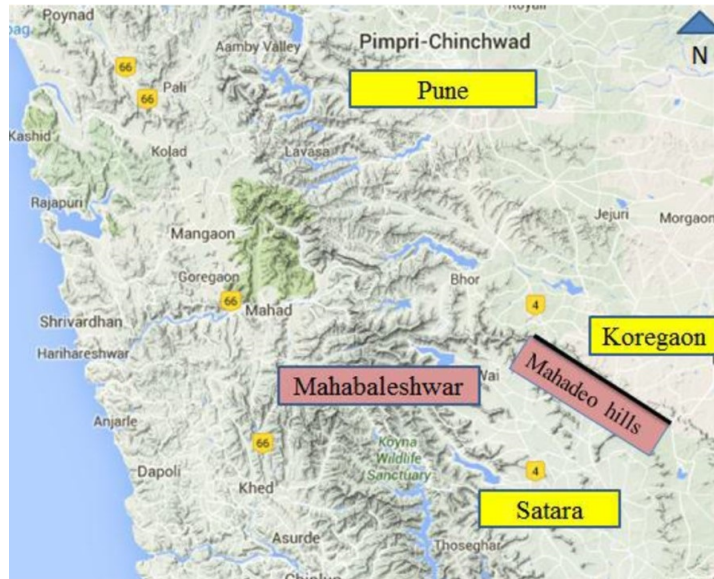 Poynad
Royali
pag
Aamby Valley
Pimpri-Chinchwad
N
66
Pali
66
Pune
Kashid
Kolad
Lavasa
Rajapuri
Jejuri
Morgaon
Mangaon
Goregaon
Bhor
66
Mahad
4
Shrivardhan
Harihareshwar
Koregaon
Mahabaleshwar
Wai
Mahadeo hills
Anjarle
66
Koyna
Wildlife
Sanctuary
Dapoli
4
Khed
Satara
Asurde
Thoseghar